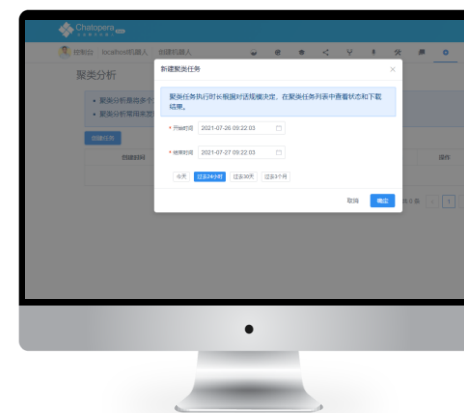 Chatopera
控制台 localhost机器人 创建机器人
聚类分析
新建聚类任务
聚类任务执行时长根据对话规模决定，在聚类任务列表中查看状态和下载
结果。
* 开始时间 2021-07-26 09:22:03
* 结束时间 2021-07-27 09:22:03
今天 过去24小时 过去30天 过去3个月
取消 确定
创建任务
创建时间
操作
1